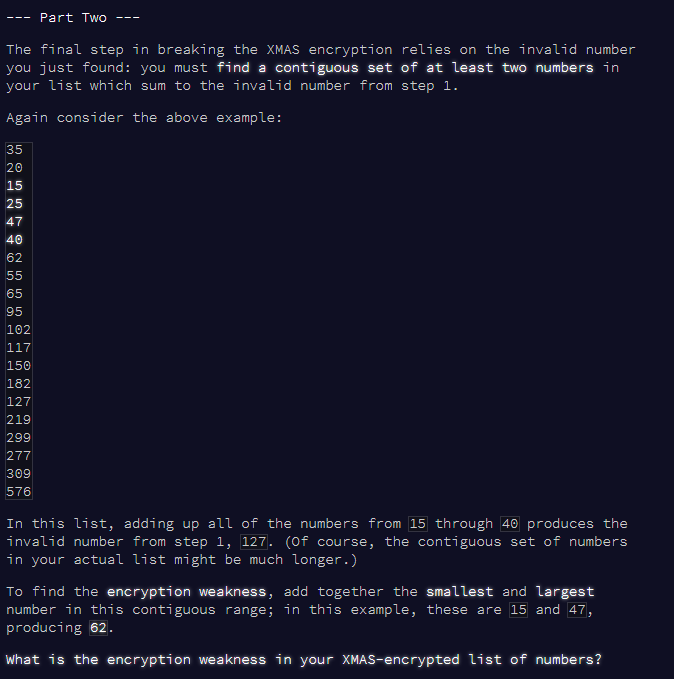 --- Part Two ---
The final step in breaking the XMAS encryption relies on the invalid number
you just found: you must find a contiguous set of at least two numbers in
your list which sum to the invalid number from step 1.
Again consider the above example:
35
20
15
25
47
40
62
55
65
95
102
117
150
182
127
219
299
277
309
576
In this list, adding up all of the numbers from 15 through 40 produces the
invalid number from step 1, 127. (Of course, the contiguous set of numbers
in your actual list might be much longer.)
To find the encryption weakness, add together the smallest and largest
number in this contiguous range; in this example, these are 15 and 47,
producing 62.
What is the encryption weakness in your XMAS-encrypted list of numbers?